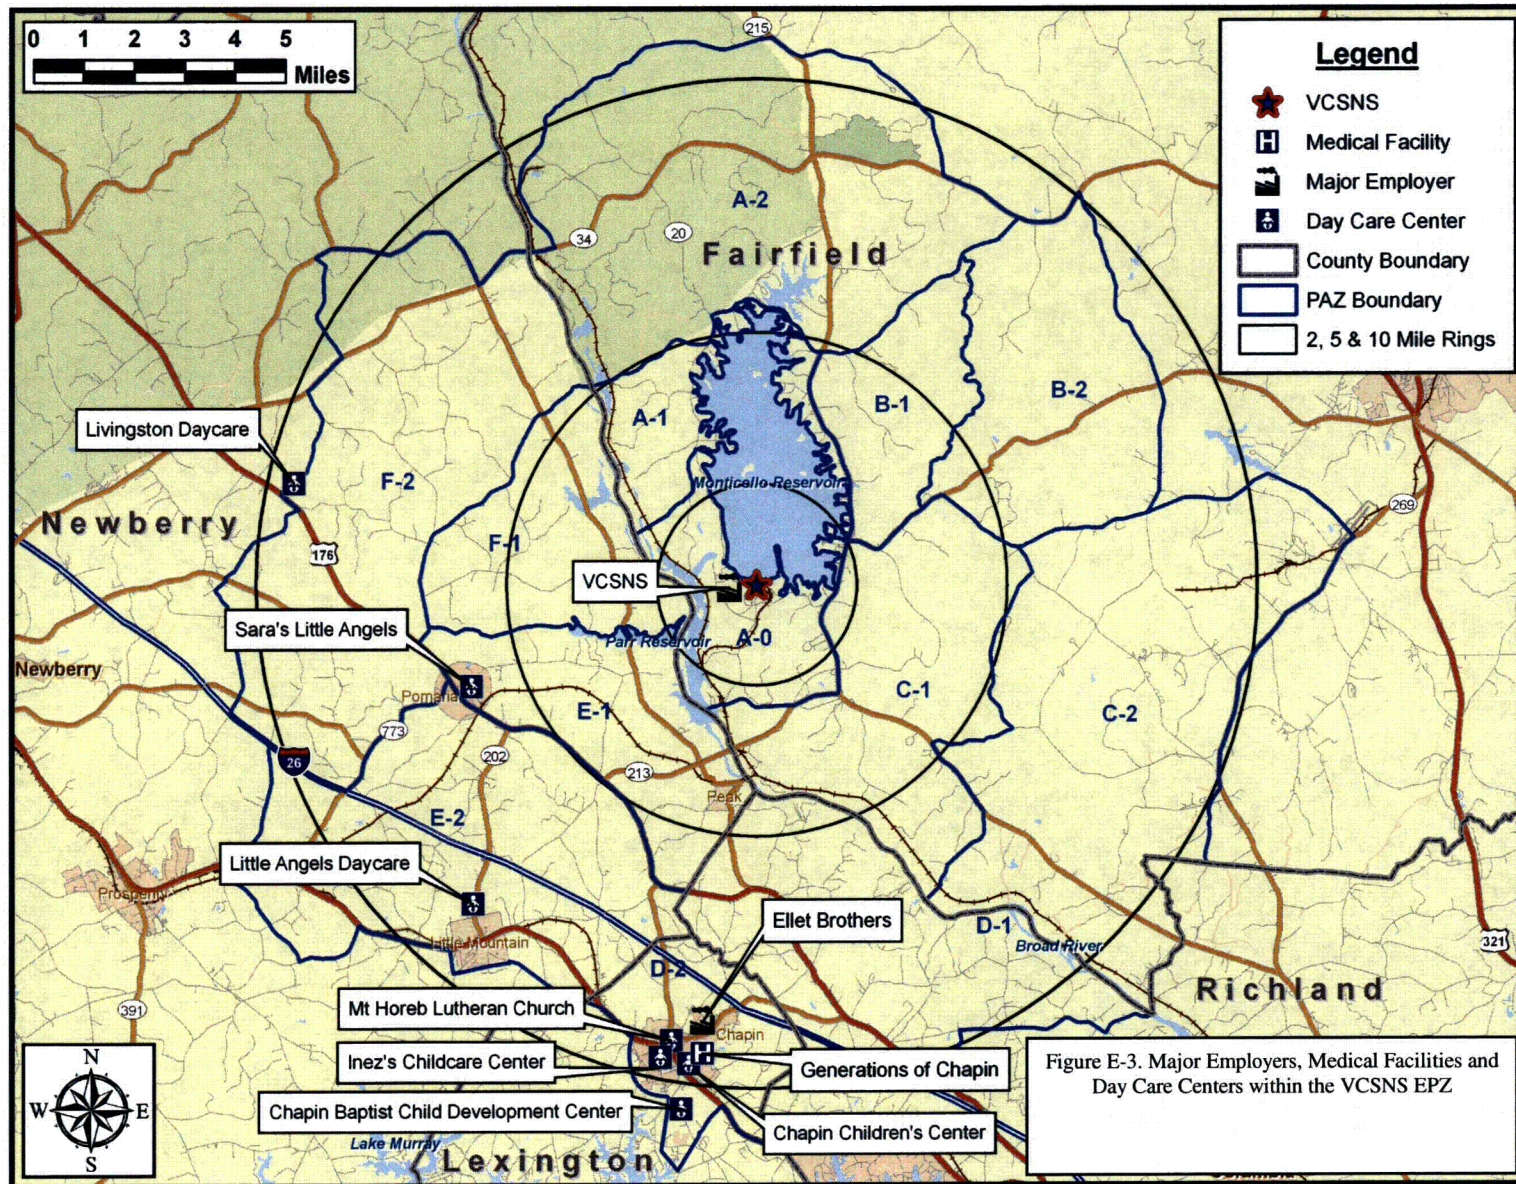 0 1 2 3 4 5
Miles
215
Legend
VCSNS
Medical Facility
Major Employer
Day Care Center
County Boundary
PAZ Boundary
2, 5 & 10 Mile Rings
A-2
34
20
Fairfield
A-1
B-1
B-2
Livingston Daycare
F-2
Monticello Reservoir
269
Newberry
F-1
176
VCSNS
Sara's Little Angels
Parr Reservoir
A-0
Newberry
Pomaria
E-1
C-1
C-2
773
202
26
213
Peak
E-2
Little Angels Daycare
Prosperity
Ellet Brothers
Little Mountain
D-1
Broad River
321
D-2
Richland
Mt Horeb Lutheran Church
391
Chapin
Inez's Childcare Center
Generations of Chapin
Figure E-3. Major Employers, Medical Facilities and
Day Care Centers within the VCSNS EPZ
N
W E
S
Chapin Baptist Child Development Center
Chapin Children's Center
Lake Murray
Lexington